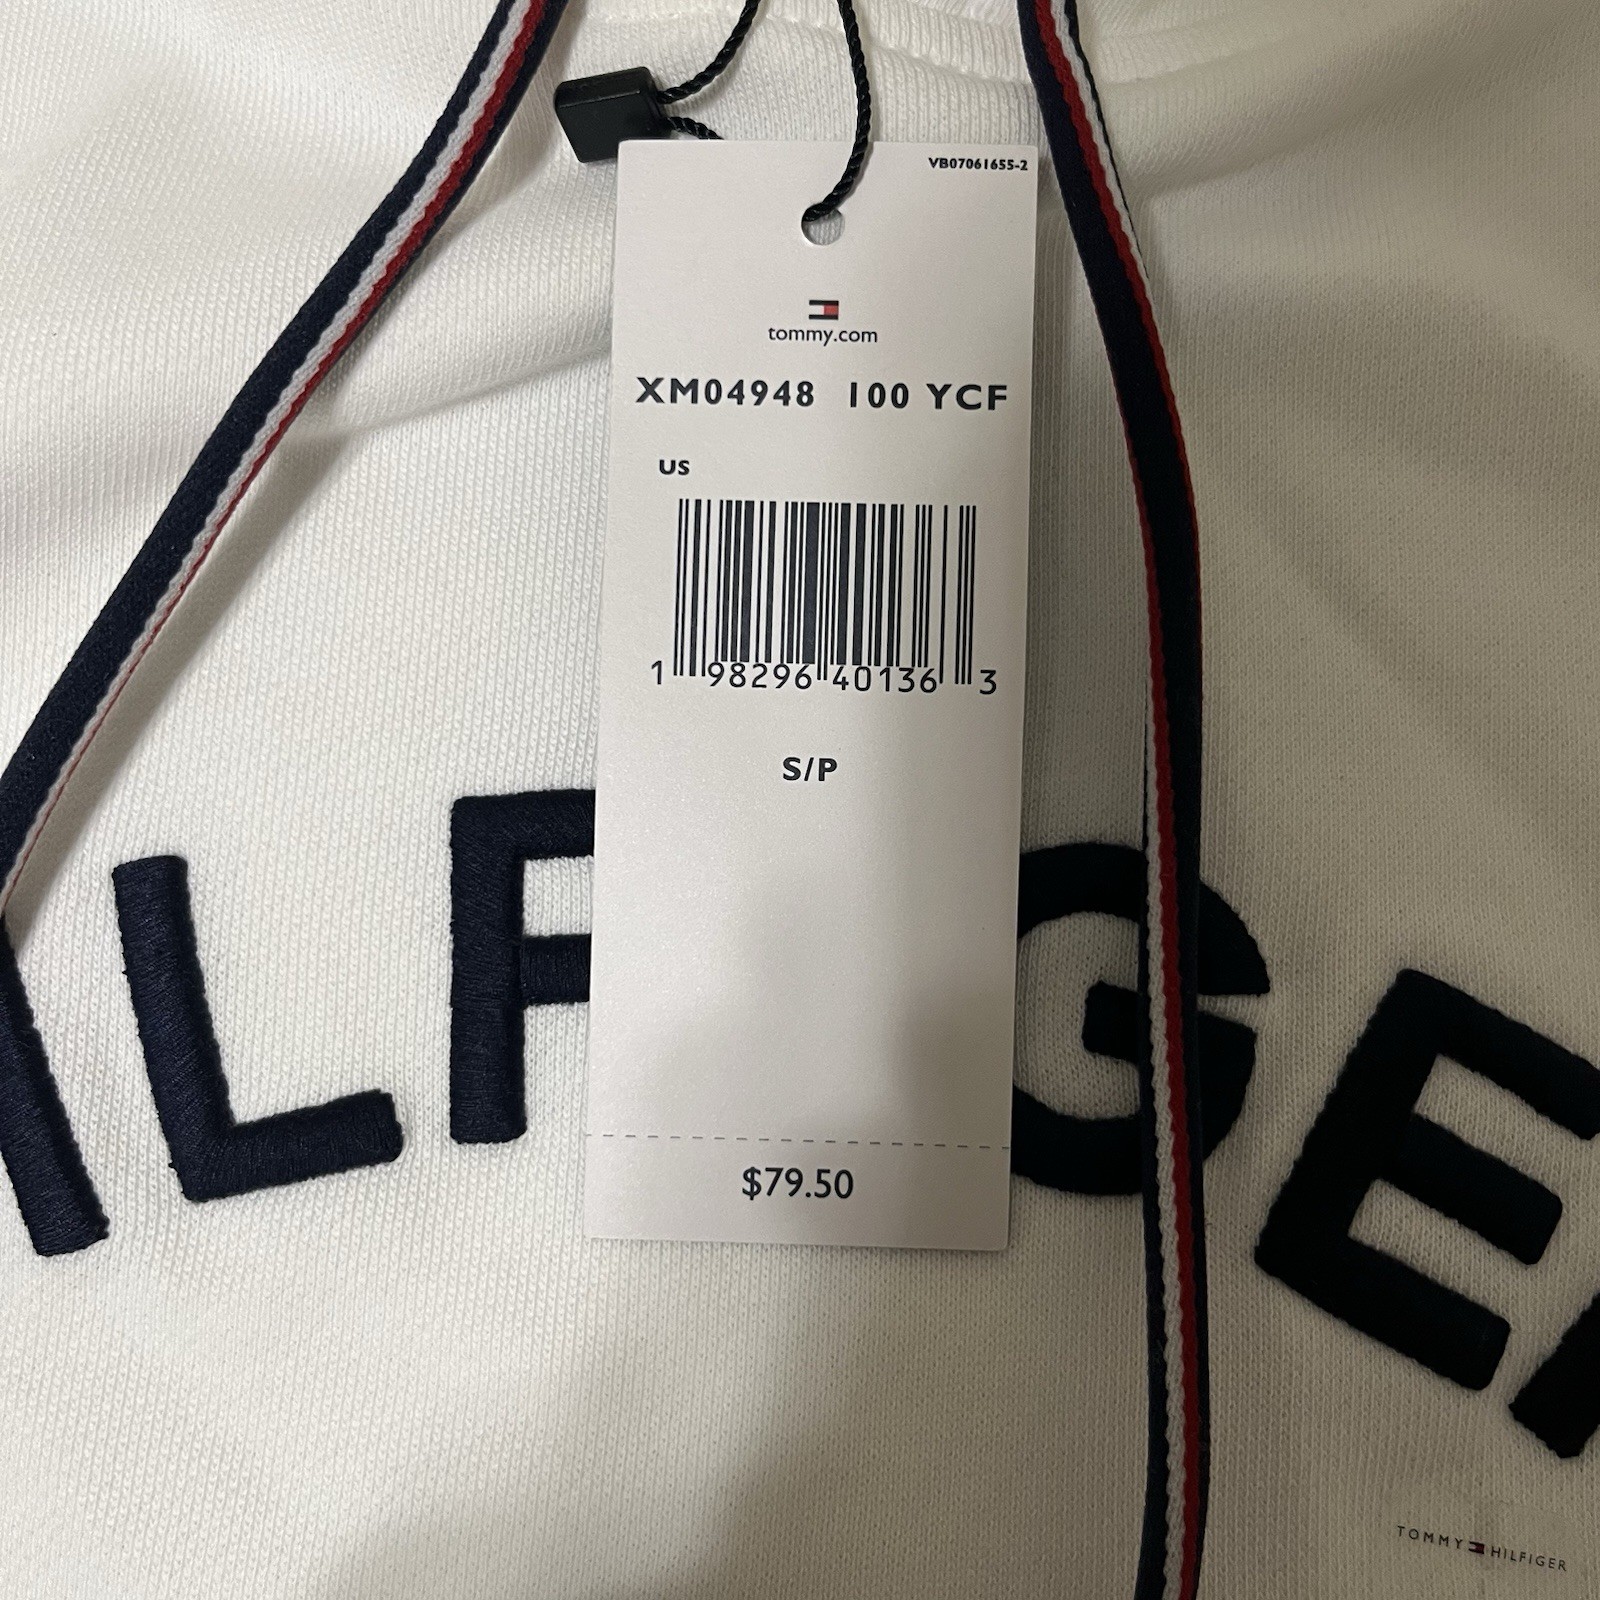 VB07061655-2
tommy.com
XM04948 100 YCF
US
1 98296 40136 3
S/P
ILF GE
$79.50
TOMMY HILFIGER